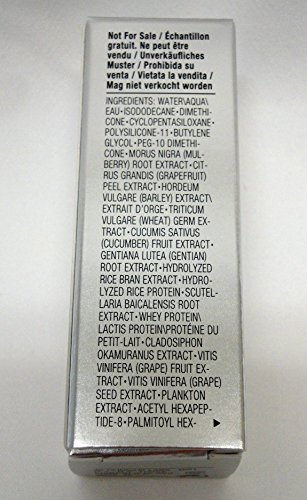 Not For Sale / Échantillon
gratuit. Ne peut être
vendu / Unverkäufliches
Muster / Prohibida su
venta / Vietata la vendita /
Mag niet verkocht worden
INGREDIENTS: WATER\AQUA\
EAU•ISODODECANE•DIMETHI-
CONE•CYCLOPENTASILOXANE•
POLYSILICONE-11•BUTYLENE
GLYCOL•PEG-10 DIMETHI-
CONE•MORUS NIGRA (MUL-
BERRY) ROOT EXTRACT•CIT-
RUS GRANDIS (GRAPEFRUIT)
PEEL EXTRACT•HORDEUM
VULGARE (BARLEY) EXTRACT\
EXTRAIT D'ORGE•TRITICUM
VULGARE (WHEAT) GERM EX-
TRACT•CUCUMIS SATIVUS
(CUCUMBER) FRUIT EXTRACT•
GENTIANA LUTEA (GENTIAN)
ROOT EXTRACT•HYDROLYZED
RICE BRAN EXTRACT•HYDRO-
LYZED RICE PROTEIN•SCUTEL-
LARIA BAICALENSIS ROOT
EXTRACT•WHEY PROTEIN\
LACTIS PROTEIN\PROTÉINE DU
PETIT-LAIT•CLADOSIPHON
OKAMURANUS EXTRACT•VITIS
VINIFERA (GRAPE) FRUIT EX-
TRACT•VITIS VINIFERA (GRAPE)
SEED EXTRACT•PLANKTON
EXTRACT•ACETYL HEXAPEP-
TIDE-8•PALMITOYL HEX-